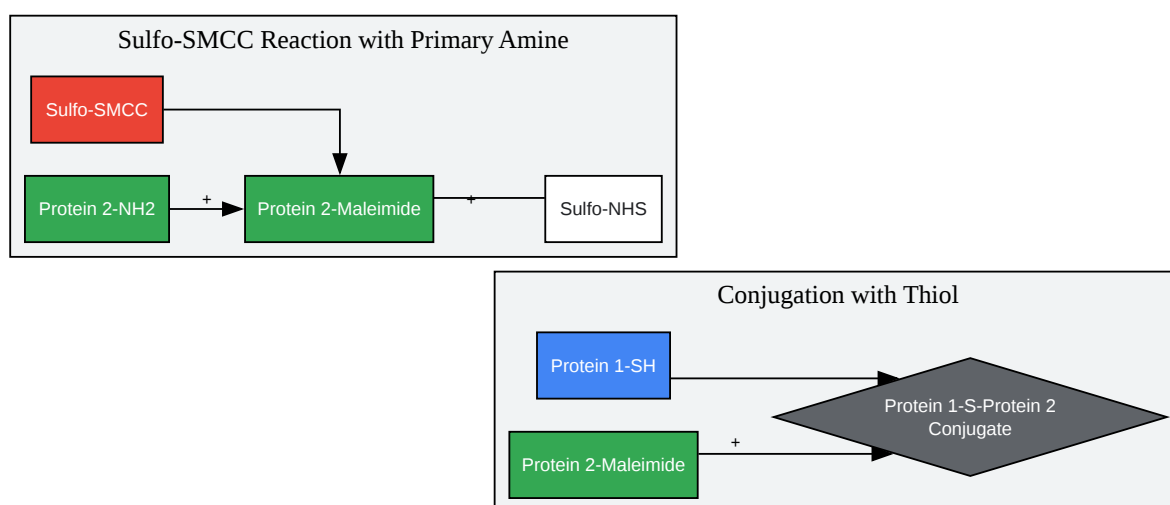 Sulfo-SMCC Reaction with Primary Amine
Sulfo-SMCC
Protein 2-NH2
+
Protein 2-Maleimide
+
Sulfo-NHS
Conjugation with Thiol
Protein 1-SH
Protein 2-Maleimide
+
Protein 1-S-Protein 2
Conjugate